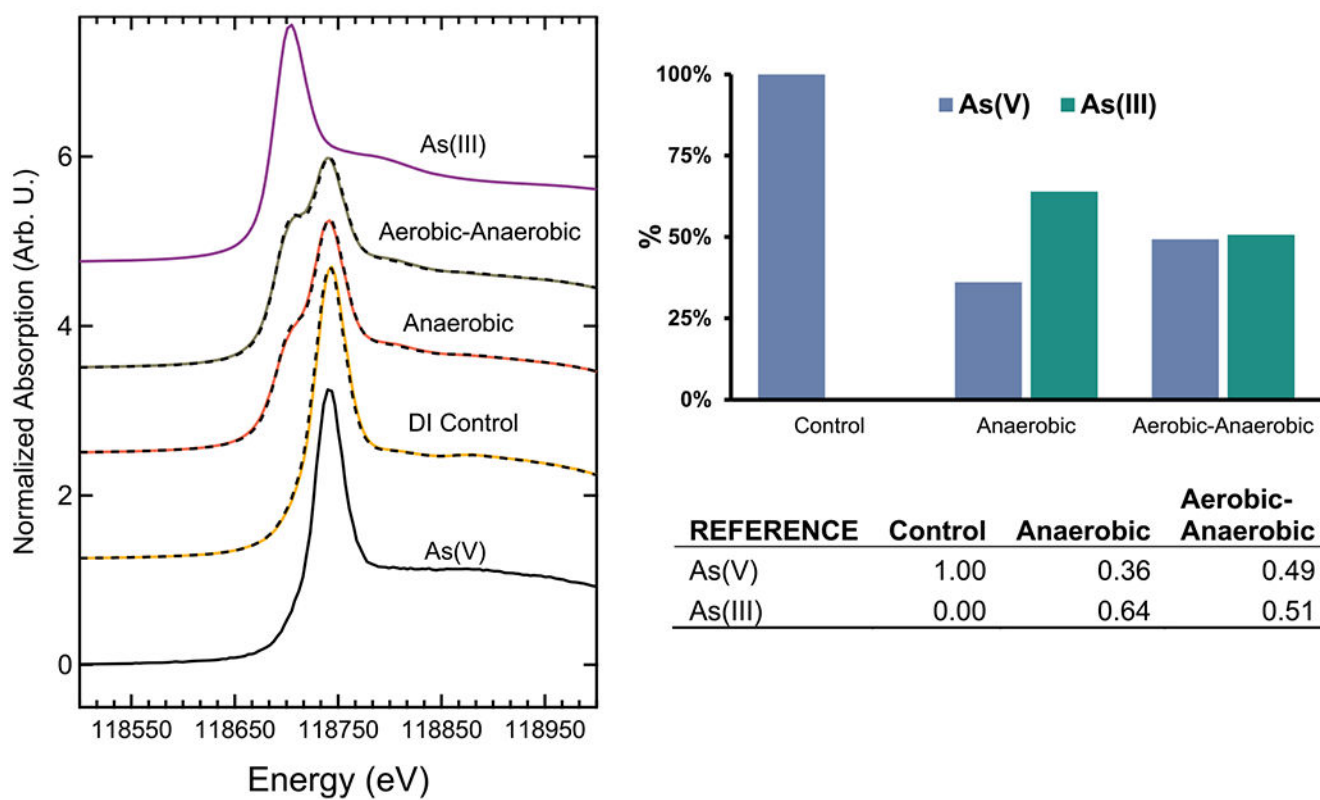 Normalized Absorption (Arb. U.)
6
4
2
0
As(III)
Aerobic-Anaerobic
Anaerobic
DI Control
As(V)
118550 118650 118750 118850 118950
Energy (eV)
%
100%
75%
50%
25%
0%
As(V) As(III)
Control Anaerobic Aerobic-Anaerobic
Aerobic-
REFERENCE Control Anaerobic Anaerobic
As(V) 1.00 0.36 0.49
As(III) 0.00 0.64 0.51